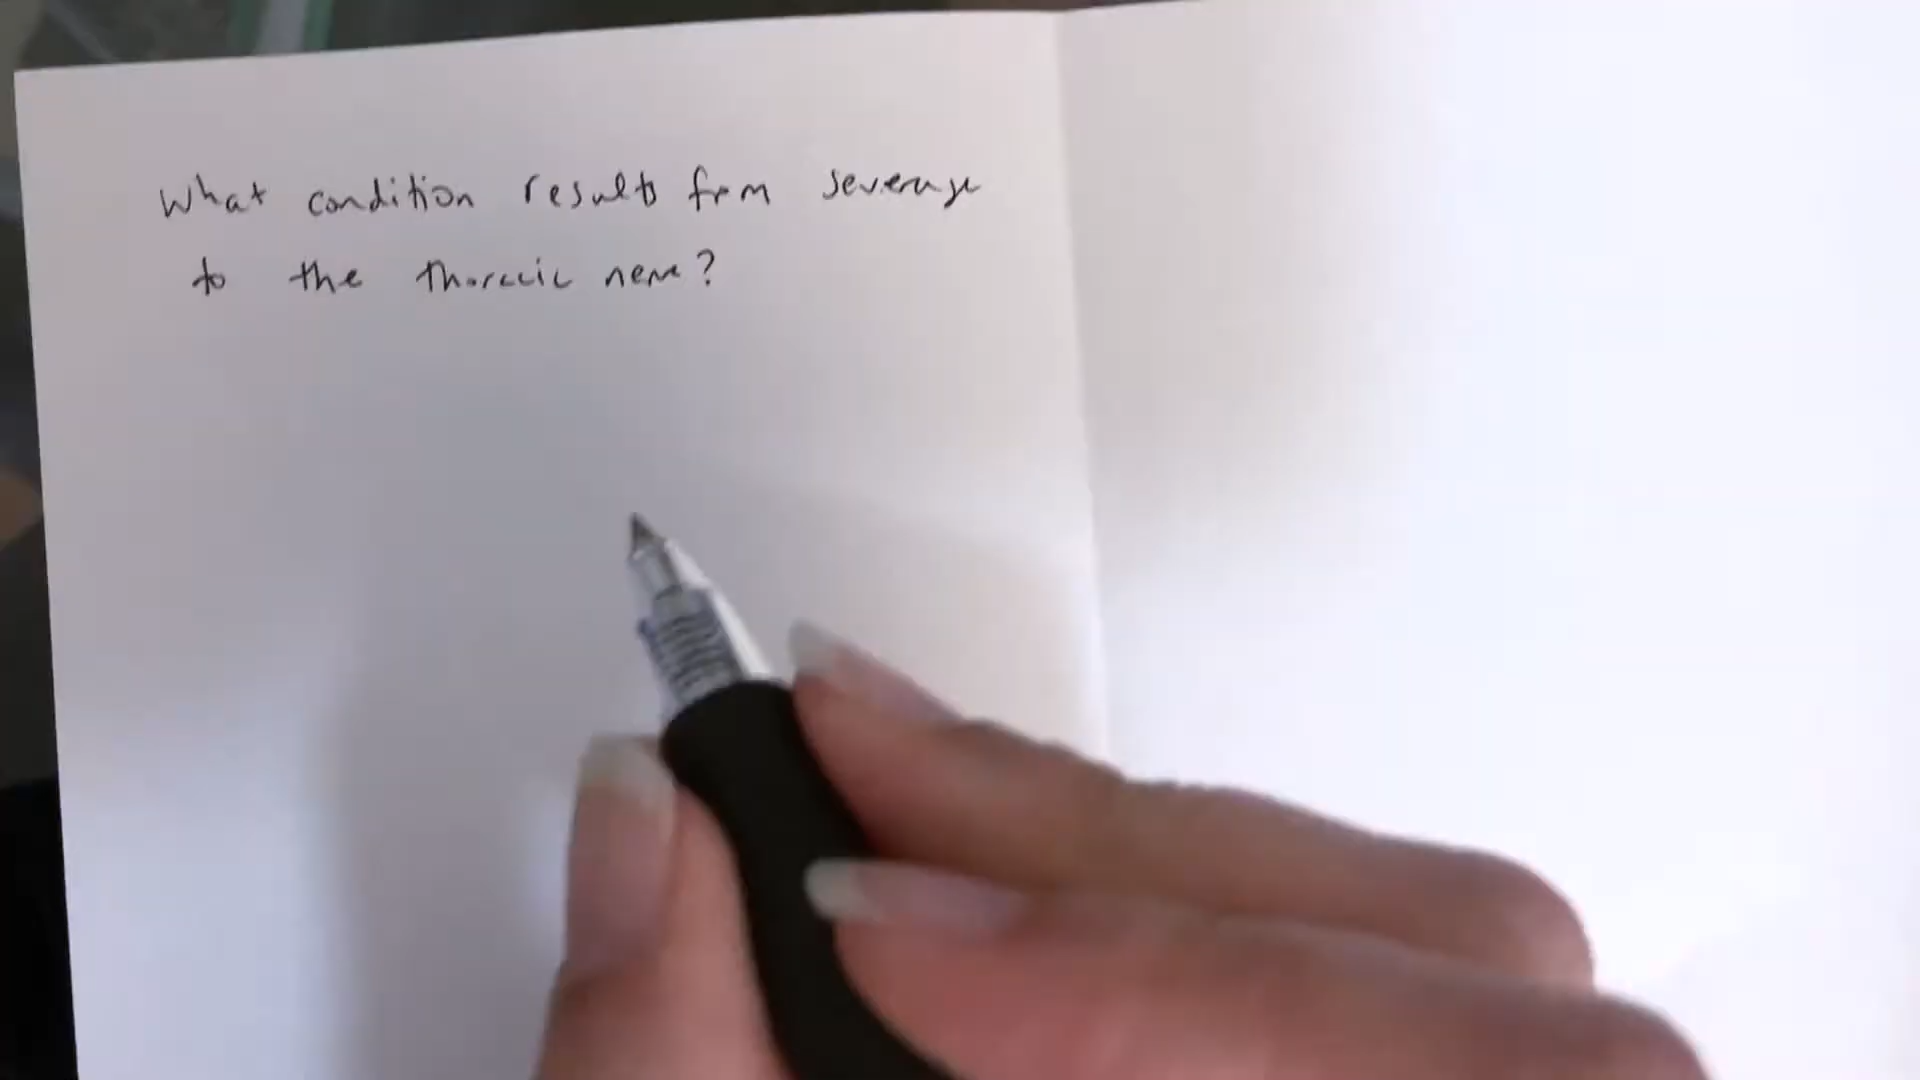 What condition results from severage
to the thoracic nerve?